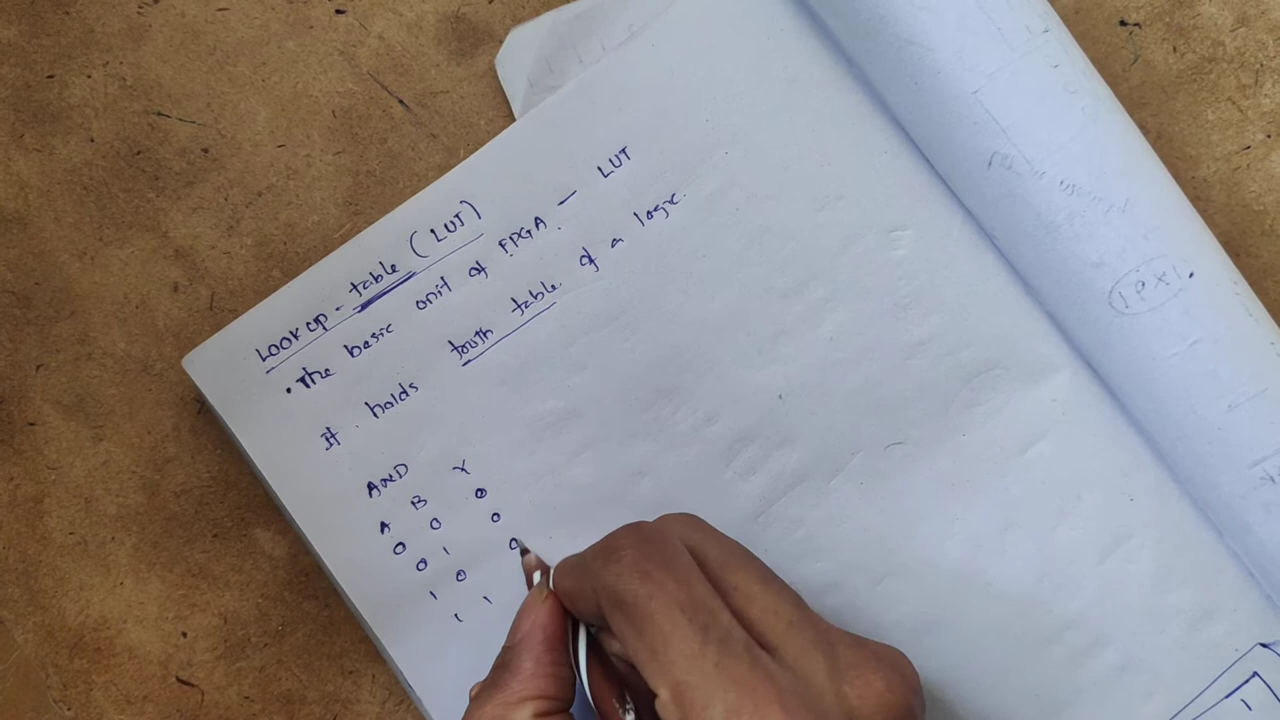 LOOK up - table (LUT)
• The basic unit of FPGA. - LUT
It holds truth table of a logic.
AND
A B Y
0 0 0
0 1 0
1 0 0
1 1